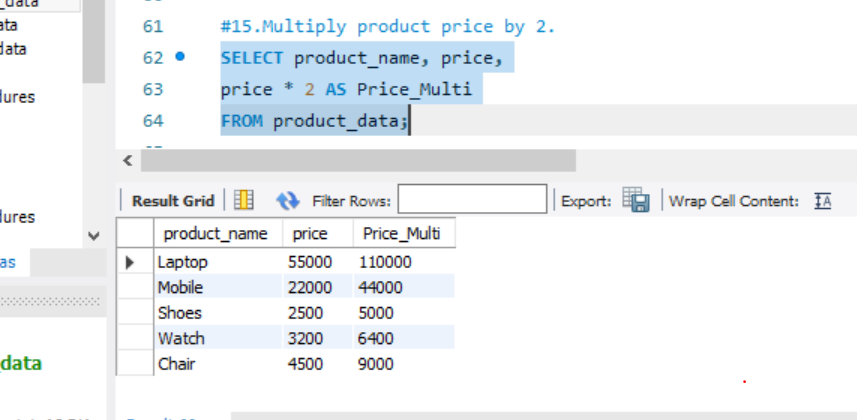 _data
ata
data
dures
dures
as
data
61 #15.Multiply product price by 2.
62 SELECT product_name, price,
63 price * 2 AS Price_Multi
64 FROM product_data;
Result Grid Filter Rows: Export: Wrap Cell Content: IA
product_name price Price_Multi
Laptop 55000 110000
Mobile 22000 44000
Shoes 2500 5000
Watch 3200 6400
Chair 4500 9000